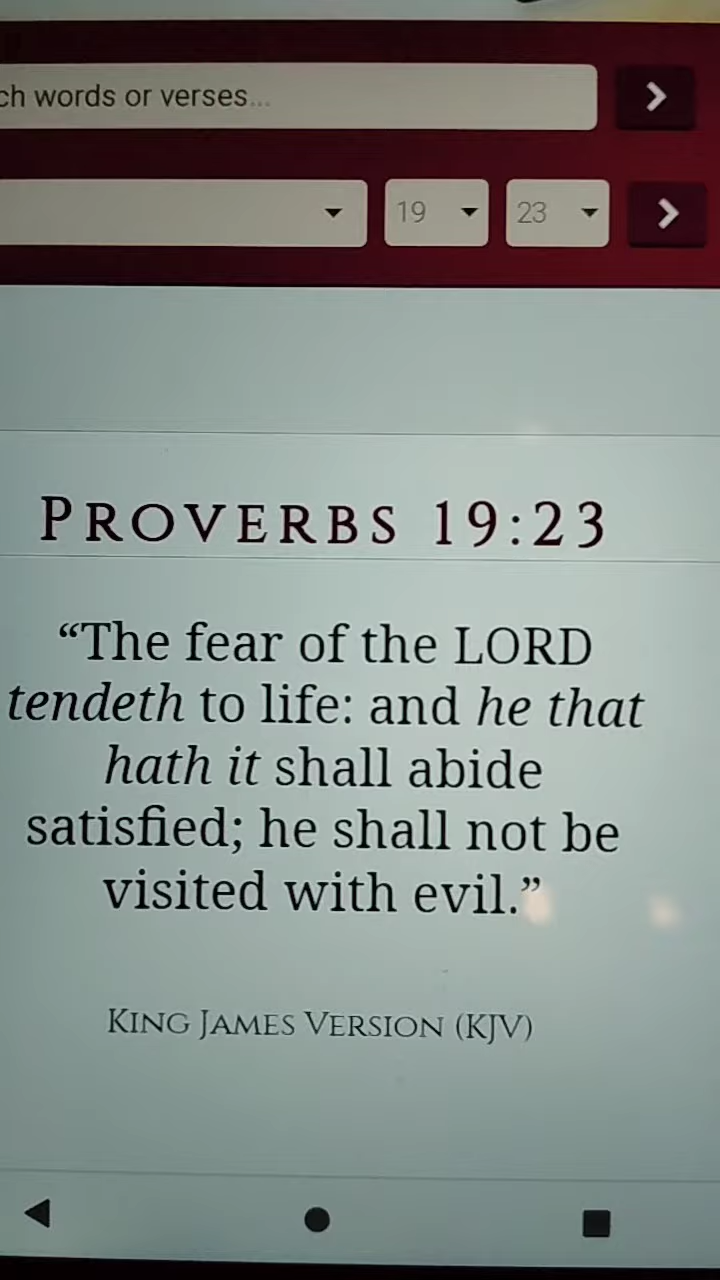 ch words or verses...
19 23
PROVERBS 19:23
“The fear of the LORD
tendeth to life: and he that
hath it shall abide
satisfied; he shall not be
visited with evil.”
KING JAMES VERSION (KJV)